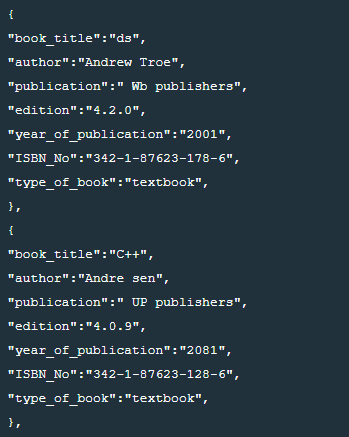 {
"book_title":"ds",
"author":"Andrew Troe",
"publication":" Wb publishers",
"edition":"4.2.0",
"year_of_publication":"2001",
"ISBN_No":"342-1-87623-178-6",
"type_of_book":"textbook",
},
{
"book_title":"C++",
"author":"Andre sen",
"publication":" UP publishers",
"edition":"4.0.9",
"year_of_publication":"2081",
"ISBN_No":"342-1-87623-128-6",
"type_of_book":"textbook",
},